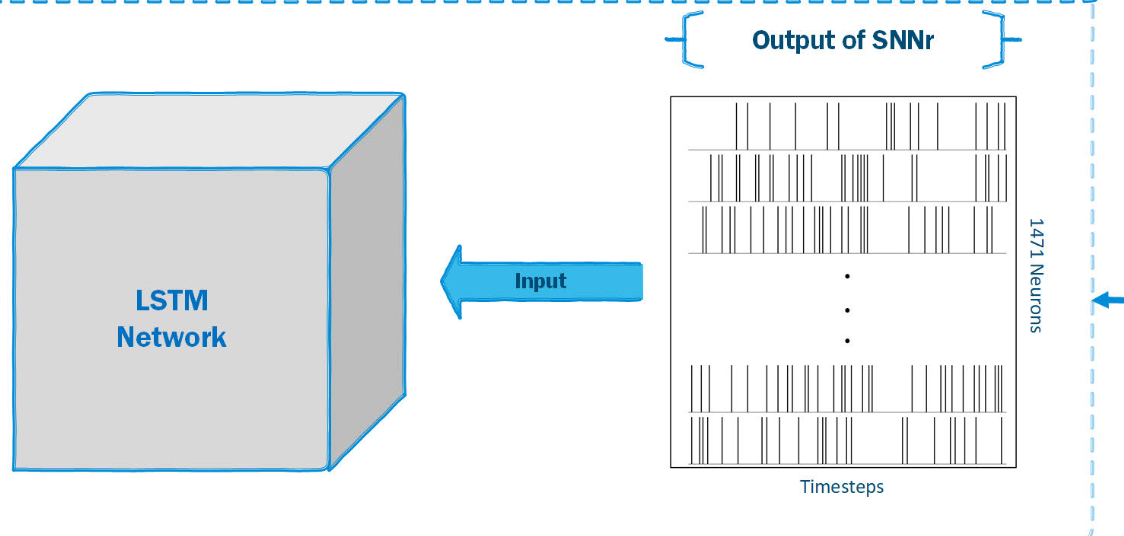 Output of SNNr
LSTM
Network
Input
1471 Neurons
Timesteps